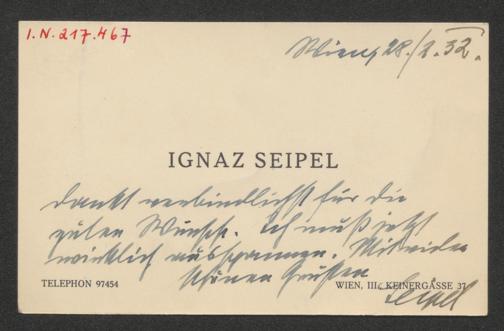 I.N. 217.467
Wien, 28./2. 32.
IGNAZ SEIPEL
dankt verbindlichst für die
guten Wünsche. Ich muß jetzt
wirklich ausspannen. Mit vielen
schönen Grüßen
TELEPHON 97454
WIEN, III., KEINERGASSE 37
Seipel